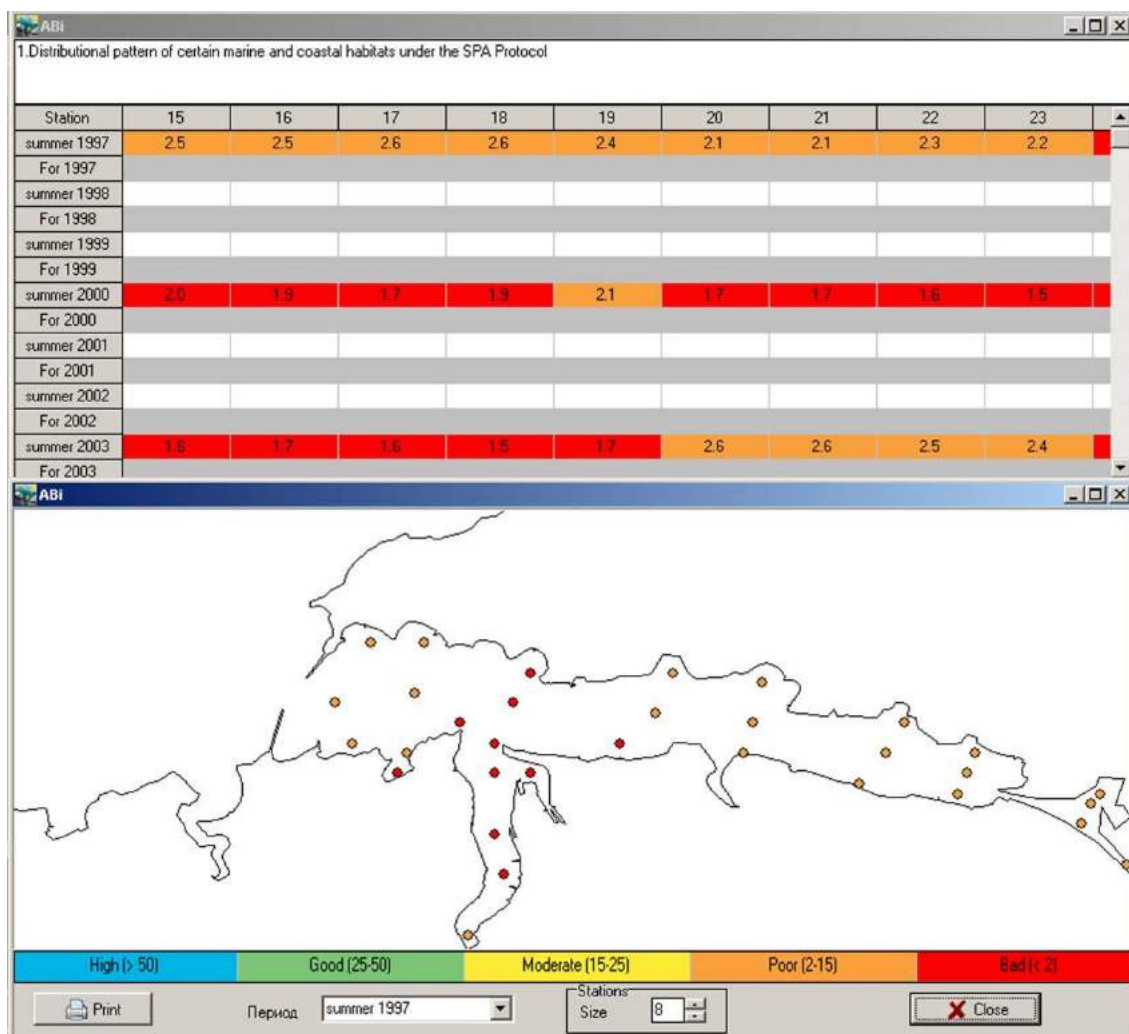 ABi
1.Distributional pattern of certain marine and coastal habitats under the SPA Protocol
Station 15 16 17 18 19 20 21 22 23
summer 1997 2.5 2.5 2.6 2.6 2.4 2.1 2.1 2.3 2.2
For 1997
summer 1998
For 1998
summer 1999
For 1999
summer 2000 2.0 1.9 1.7 1.9 2.1 1.7 1.7 1.6 1.5
For 2000
summer 2001
For 2001
summer 2002
For 2002
summer 2003 1.6 1.7 1.6 1.5 1.7 2.6 2.6 2.5 2.4
For 2003
ABi
High (> 50) Good (25-50) Moderate (15-25) Poor (2-15) Bad (< 2)
Print Период summer 1997 Stations Size 8 Close